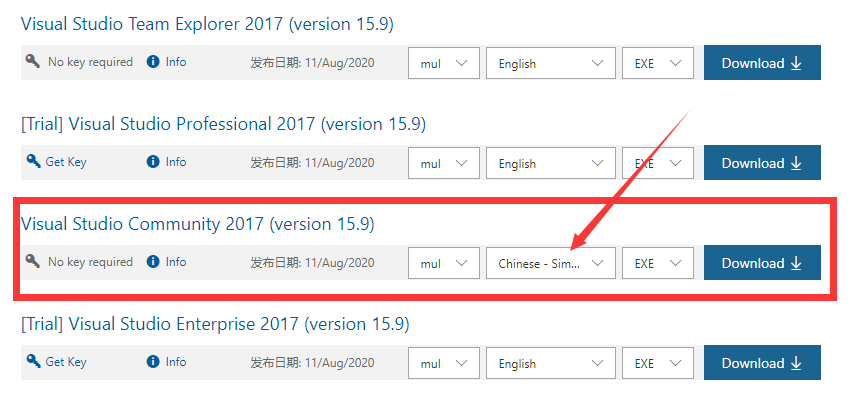 Visual Studio Team Explorer 2017 (version 15.9)
No key required Info 发布日期: 11/Aug/2020 mul English EXE Download
[Trial] Visual Studio Professional 2017 (version 15.9)
Get Key Info 发布日期: 11/Aug/2020 mul English EXE Download
Visual Studio Community 2017 (version 15.9)
No key required Info 发布日期: 11/Aug/2020 mul Chinese - Sim... EXE Download
[Trial] Visual Studio Enterprise 2017 (version 15.9)
Get Key Info 发布日期: 11/Aug/2020 mul English EXE Download